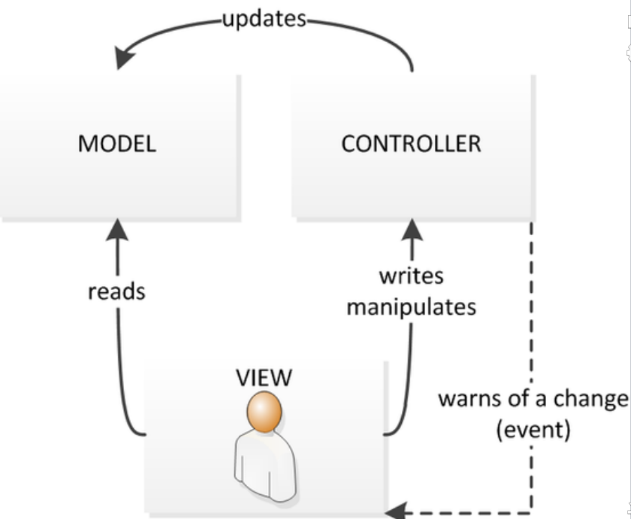 updates
MODEL
CONTROLLER
reads
writes
manipulates
VIEW
warns of a change
(event)